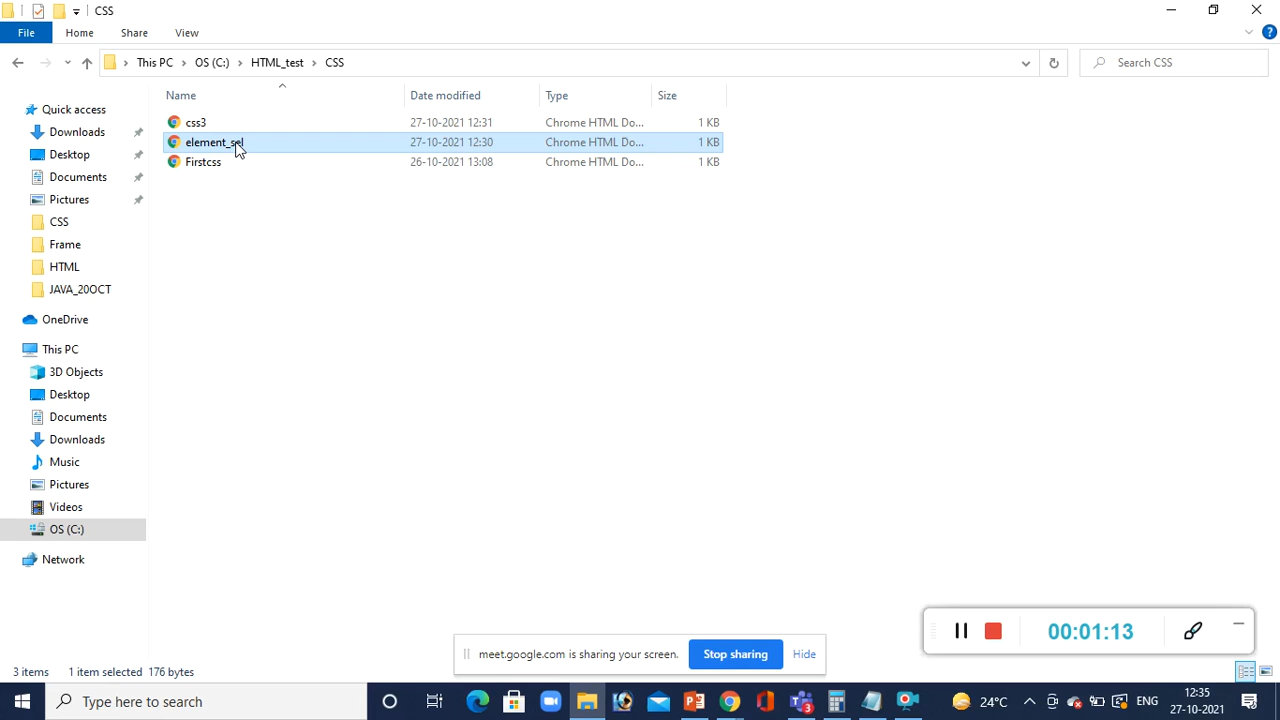 CSS
File Home Share View
This PC OS (C:) HTML_test CSS Search CSS
Name Date modified Type Size
css3 27-10-2021 12:31 Chrome HTML Do... 1 KB
element_sel 27-10-2021 12:30 Chrome HTML Do... 1 KB
Firstcss 26-10-2021 13:08 Chrome HTML Do... 1 KB
Quick access
Downloads
Desktop
Documents
Pictures
CSS
Frame
HTML
JAVA_20OCT
OneDrive
This PC
3D Objects
Desktop
Documents
Downloads
Music
Pictures
Videos
OS (C:)
Network
00:01:13
meet.google.com is sharing your screen. Stop sharing Hide
3 items 1 item selected 176 bytes
Type here to search 24°C ENG 12:35
27-10-2021